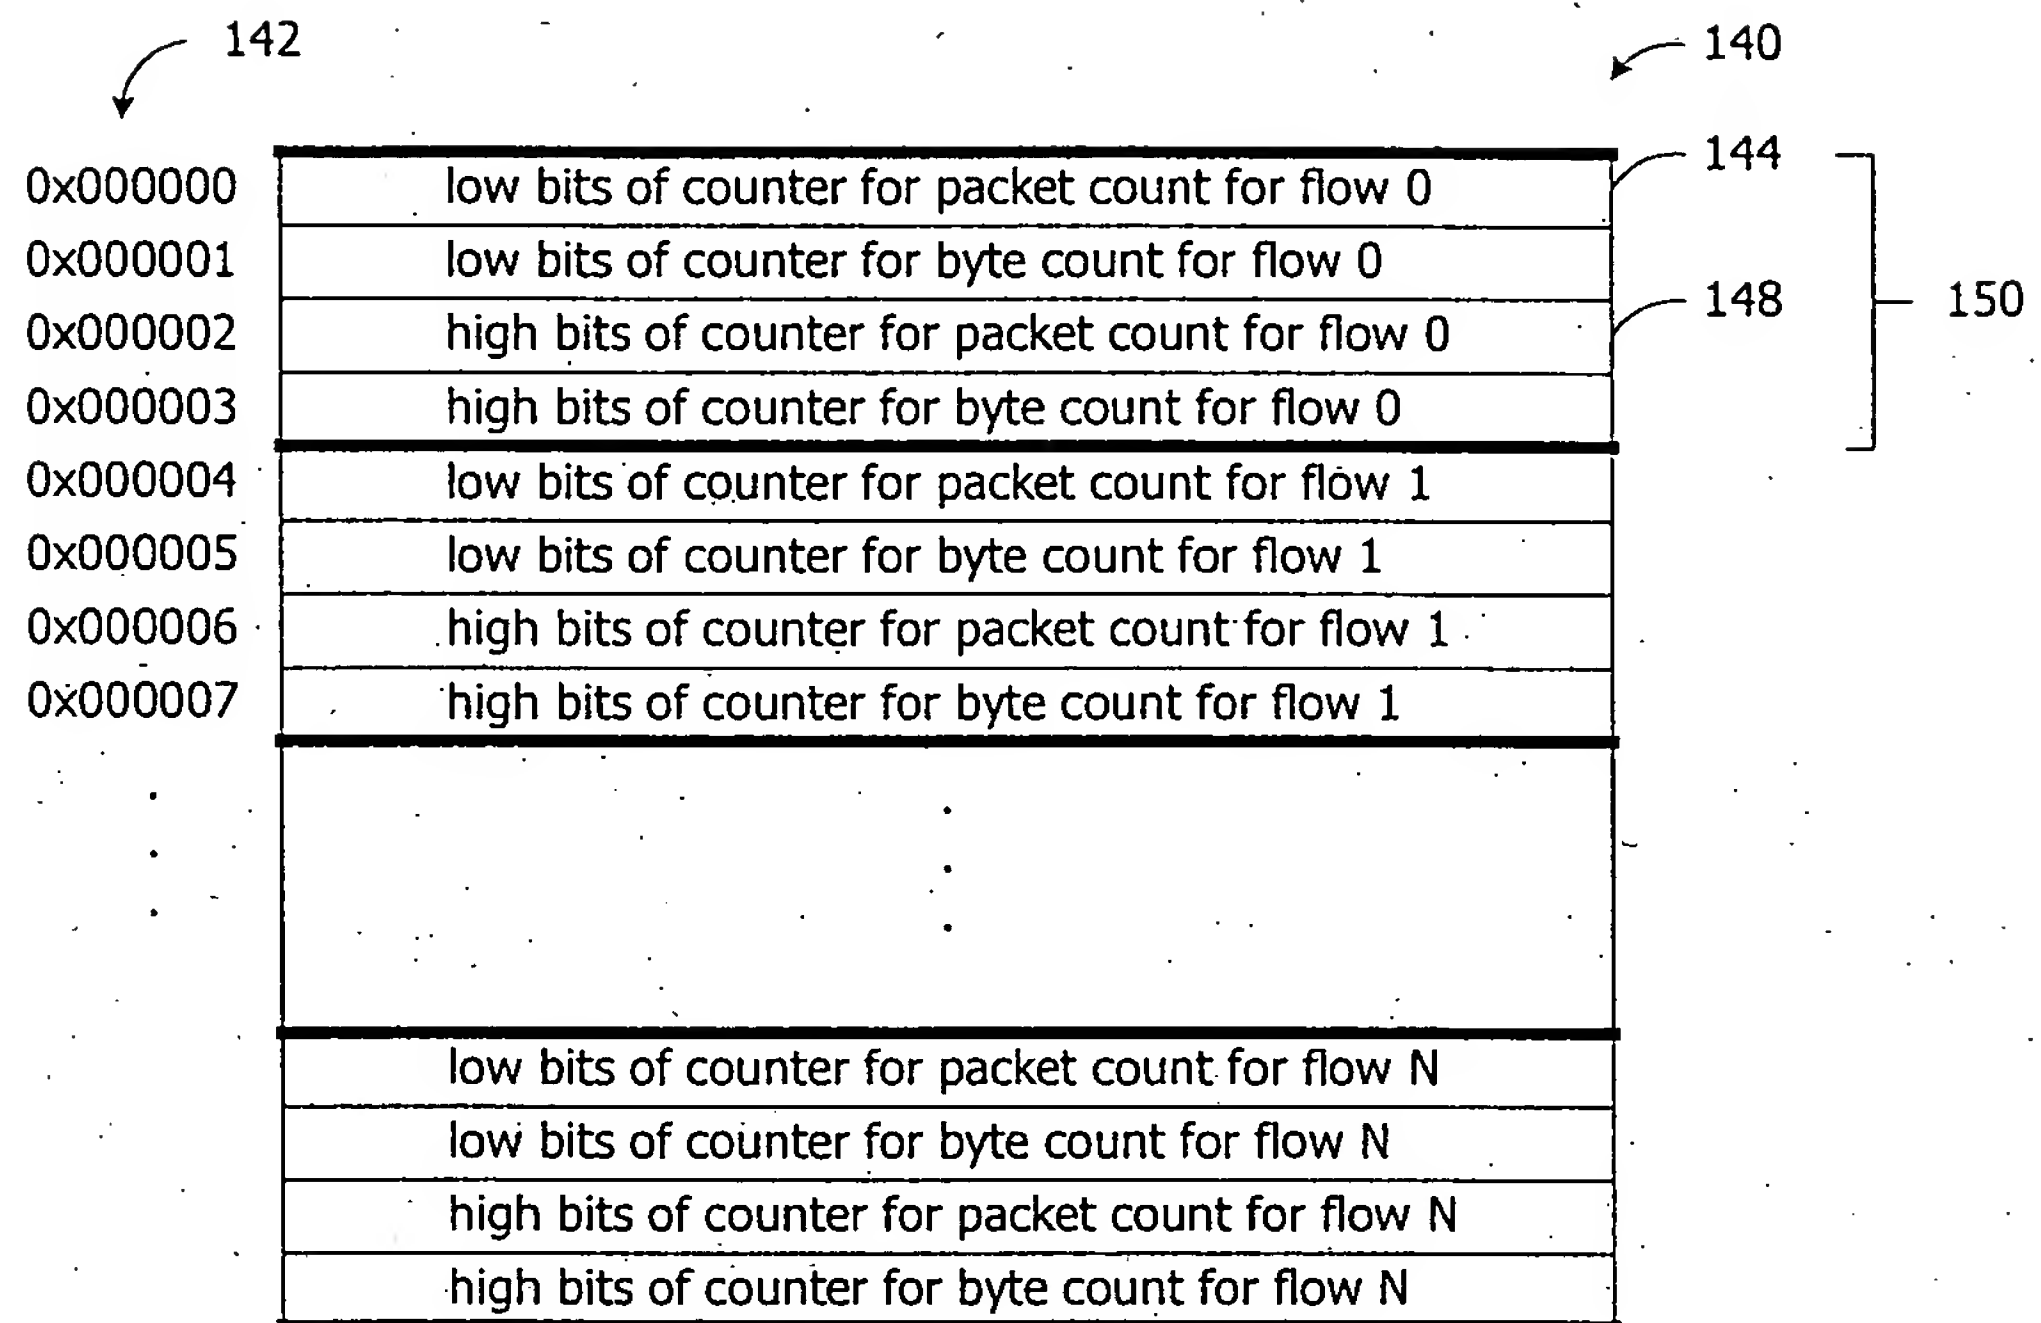 142
140
0x000000 low bits of counter for packet count for flow 0 144
0x000001 low bits of counter for byte count for flow 0
0x000002 high bits of counter for packet count for flow 0 148 150
0x000003 high bits of counter for byte count for flow 0
0x000004 low bits of counter for packet count for flow 1
0x000005 low bits of counter for byte count for flow 1
0x000006 high bits of counter for packet count for flow 1
0x000007 high bits of counter for byte count for flow 1
low bits of counter for packet count for flow N
low bits of counter for byte count for flow N
high bits of counter for packet count for flow N
high bits of counter for byte count for flow N